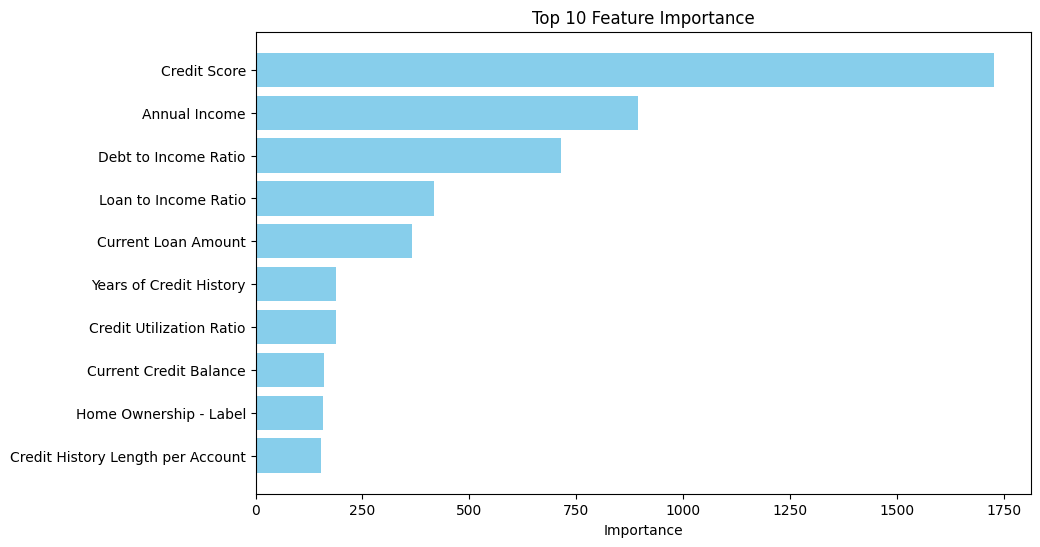 Top 10 Feature Importance
Credit Score
Annual Income
Debt to Income Ratio
Loan to Income Ratio
Current Loan Amount
Years of Credit History
Credit Utilization Ratio
Current Credit Balance
Home Ownership - Label
Credit History Length per Account
0 250 500 750 1000 1250 1500 1750
Importance